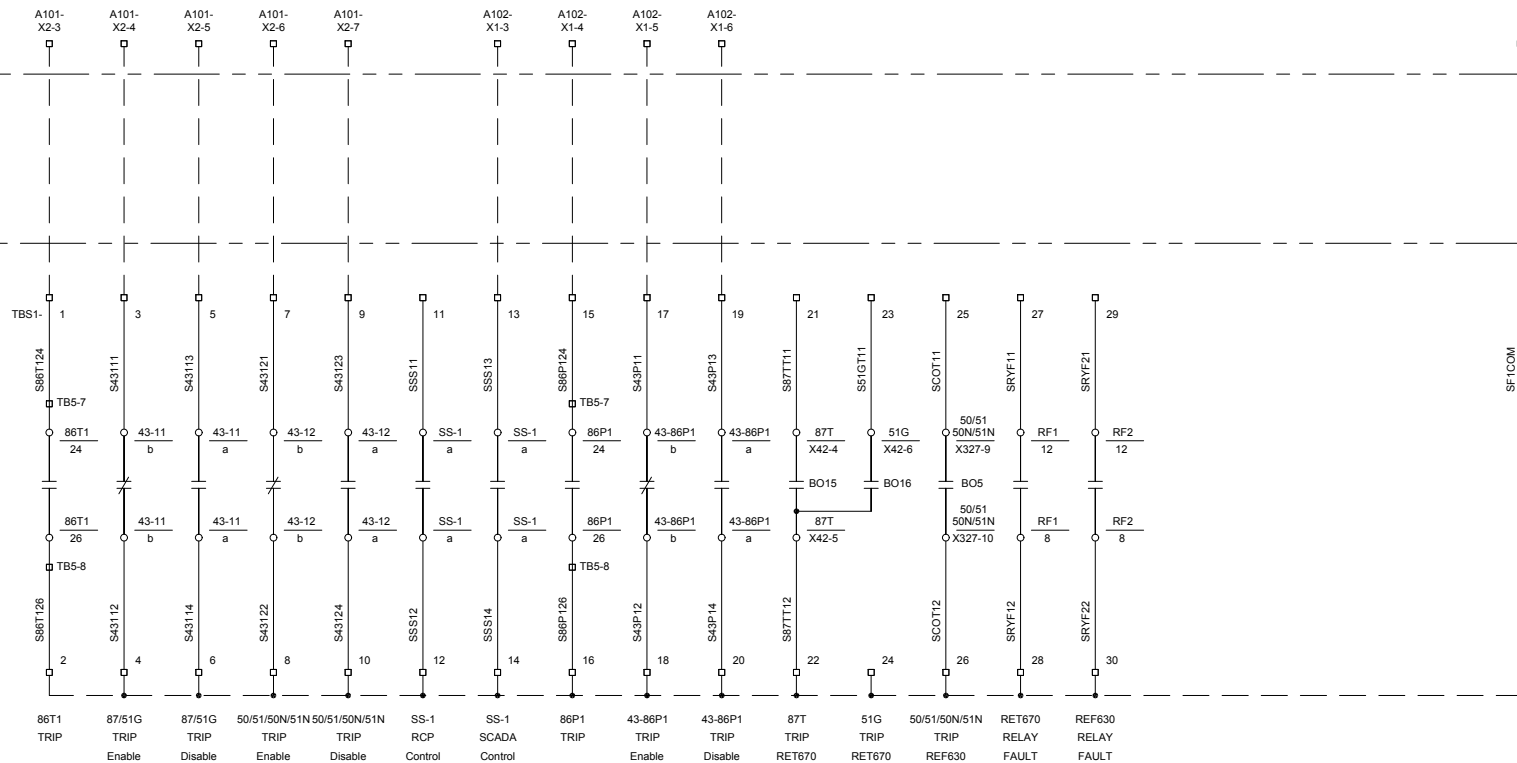 A101- A101- A101- A101- A101- A102- A102- A102- A102-
X2-3 X2-4 X2-5 X2-6 X2-7 X1-3 X1-4 X1-5 X1-6
TBS1- 1 3 5 7 9 11 13 15 17 19 21 23 25 27 29
S86T124 S43111 S43113 S43121 S43123 SSS11 SSS13 S86P124 S43P11 S43P13 S87TT11 S51GT11 SCOT11 SRYF11 SRYF21 SF1COM
TB5-7 TB5-7
50/51
86T1 43-11 43-11 43-12 43-12 SS-1 SS-1 86P1 43-86P1 43-86P1 87T 51G 50N/51N RF1 RF2
24 b a b a a a 24 b a X42-4 X42-6 X327-9 12 12
BO15 BO16 BO5
50/51
86T1 43-11 43-11 43-12 43-12 SS-1 SS-1 86P1 43-86P1 43-86P1 87T 50N/51N RF1 RF2
26 b a b a a a 26 b a X42-5 X327-10 8 8
TB5-8 TB5-8
S86T126 S43112 S43114 S43122 S43124 SSS12 SSS14 S86P126 S43P12 S43P14 S87TT12 SCOT12 SRYF12 SRYF22
2 4 6 8 10 12 14 16 18 20 22 24 26 28 30
86T1 87/51G 87/51G 50/51/50N/51N 50/51/50N/51N SS-1 SS-1 86P1 43-86P1 43-86P1 87T 51G 50/51/50N/51N RET670 REF630
TRIP TRIP TRIP TRIP TRIP RCP SCADA TRIP TRIP TRIP TRIP TRIP TRIP RELAY RELAY
Enable Disable Enable Disable Control Control Enable Disable RET670 RET670 REF630 FAULT FAULT